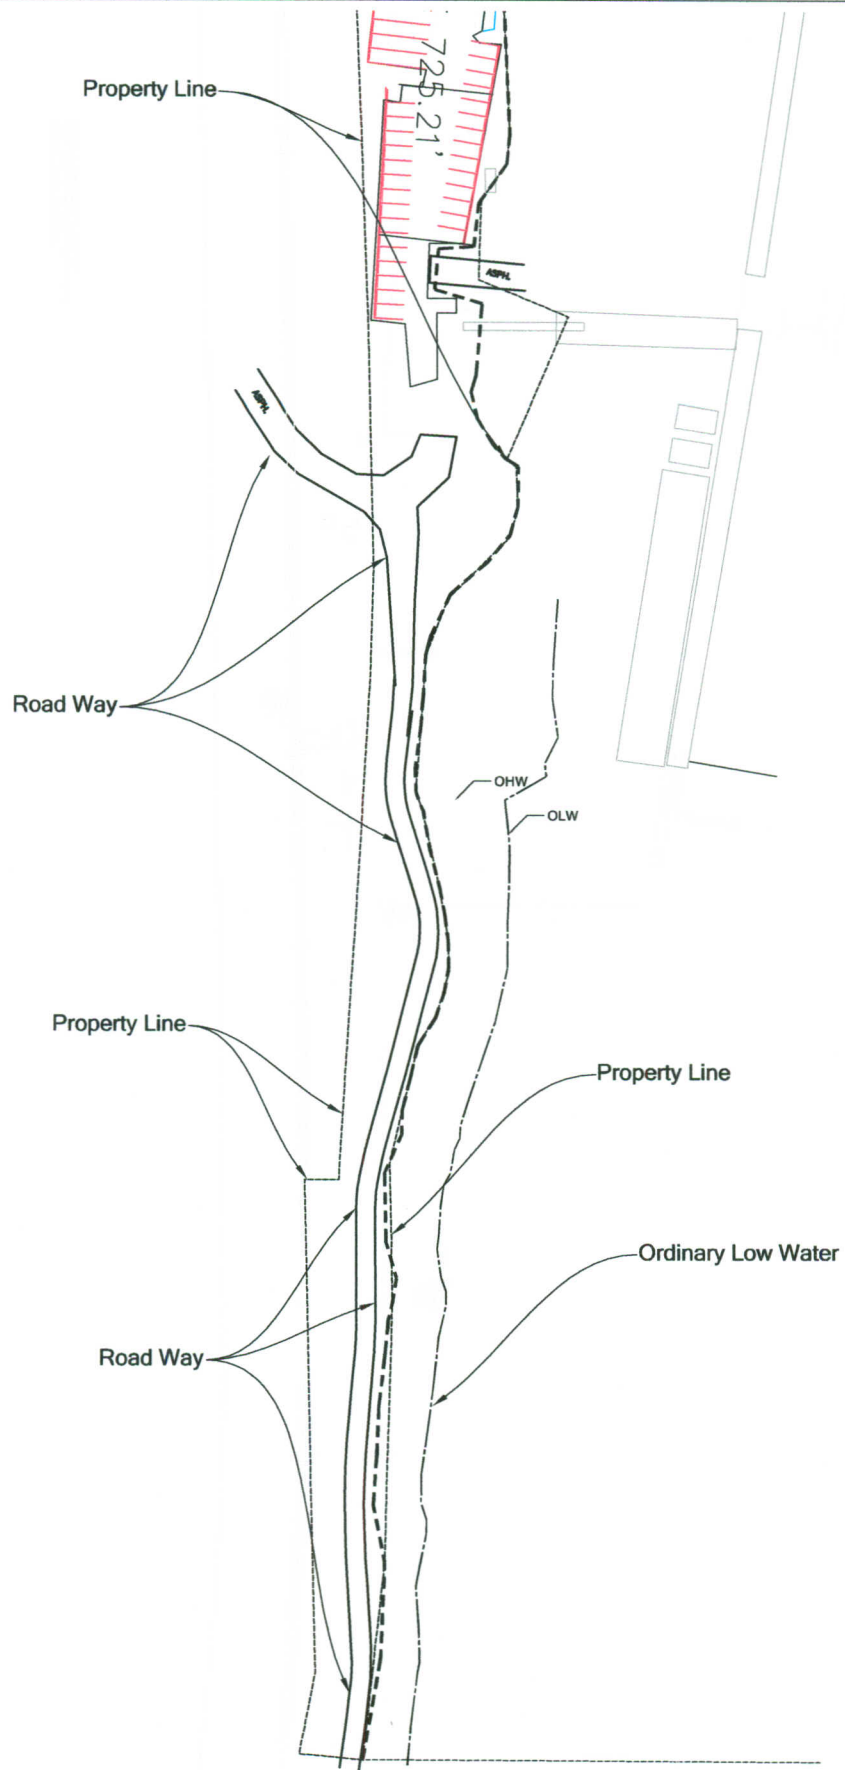 725.21'
Property Line
ASPH.
ASPH.
Road Way
OHW
OLW
Property Line
Property Line
Ordinary Low Water
Road Way